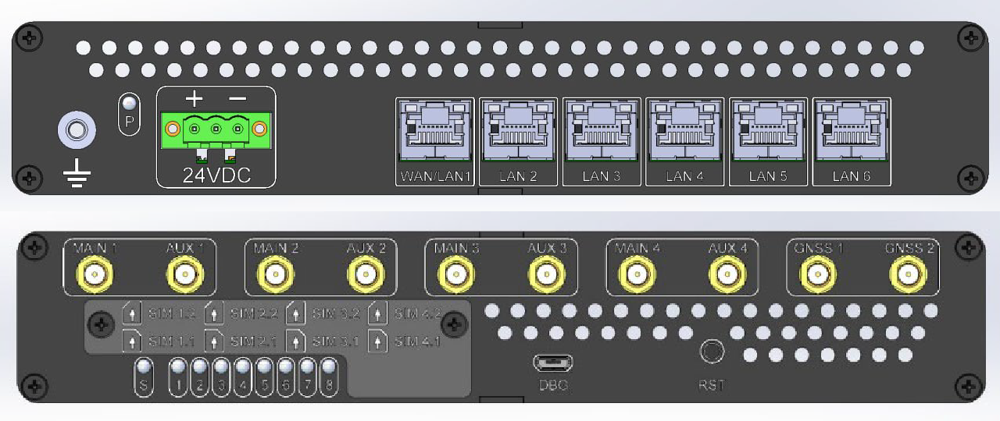 + −
P
24VDC
WAN/LAN1 LAN 2 LAN 3 LAN 4 LAN 5 LAN 6
MAIN 1 AUX 1 MAIN 2 AUX 2 MAIN 3 AUX 3 MAIN 4 AUX 4 GNSS 1 GNSS 2
SIM 1.2 SIM 2.2 SIM 3.2 SIM 4.2
SIM 1.1 SIM 2.1 SIM 3.1 SIM 4.1
S 1 2 3 4 5 6 7 8
DBG RST